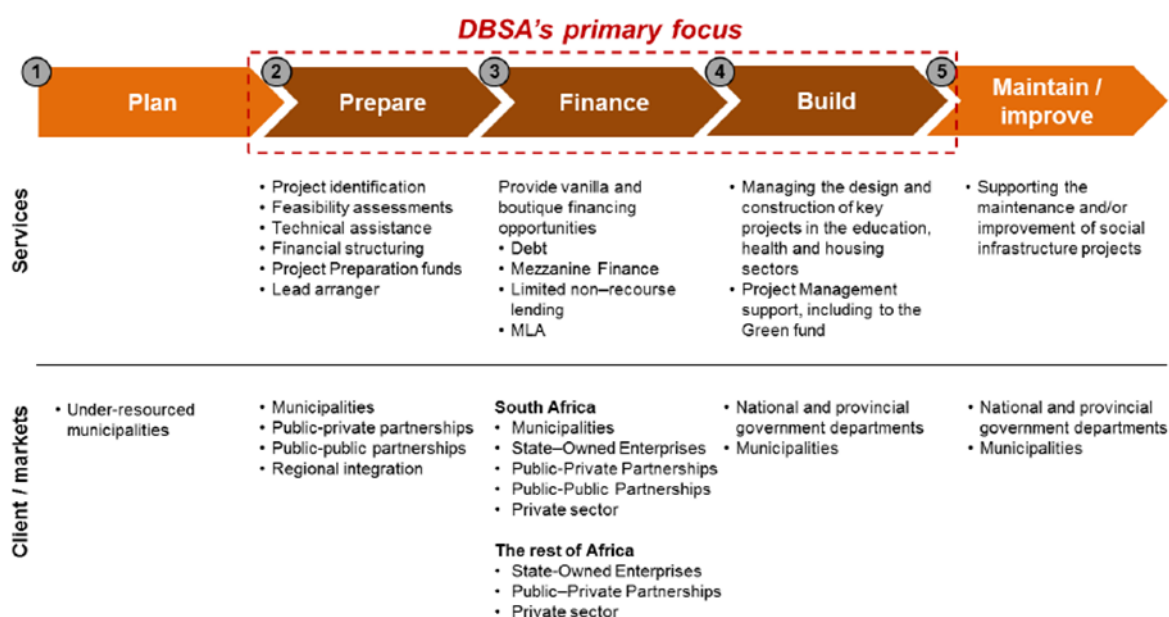 DBSA's primary focus
1
Plan
2
Prepare
3
Finance
4
Build
5
Maintain /
improve
Services
• Project identification
• Feasibility assessments
• Technical assistance
• Financial structuring
• Project Preparation funds
• Lead arranger
Provide vanilla and
boutique financing
opportunities
• Debt
• Mezzanine Finance
• Limited non–recourse
lending
• MLA
• Managing the design and
construction of key
projects in the education,
health and housing
sectors
• Project Management
support, including to the
Green fund
• Supporting the
maintenance and/or
improvement of social
infrastructure projects
Client / markets
• Under-resourced
municipalities
• Municipalities
• Public-private partnerships
• Public-public partnerships
• Regional integration
South Africa
• Municipalities
• State–Owned Enterprises
• Public-Private Partnerships
• Public-Public Partnerships
• Private sector
The rest of Africa
• State-Owned Enterprises
• Public–Private Partnerships
• Private sector
• National and provincial
government departments
• Municipalities
• National and provincial
government departments
• Municipalities